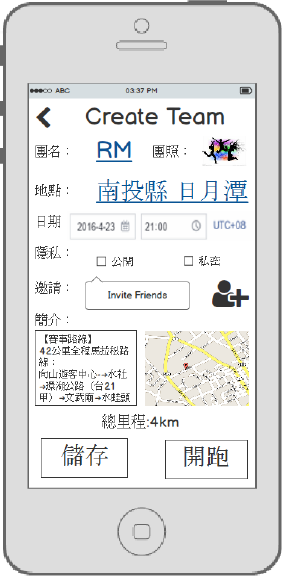 ABC 03:37 PM
Create Team
團名： RM 團照：
地點： 南投縣 日月潭
日期 2016-4-23 21:00 UTC+08
隱私： 公開 私密
邀請： Invite Friends
簡介：
【賽事路線】
42公里全程馬拉松路
線：
向山遊客中心-→水社
→環湖公路（台21
甲）→文武廟→水蛙頭
總里程:4km
儲存 開跑